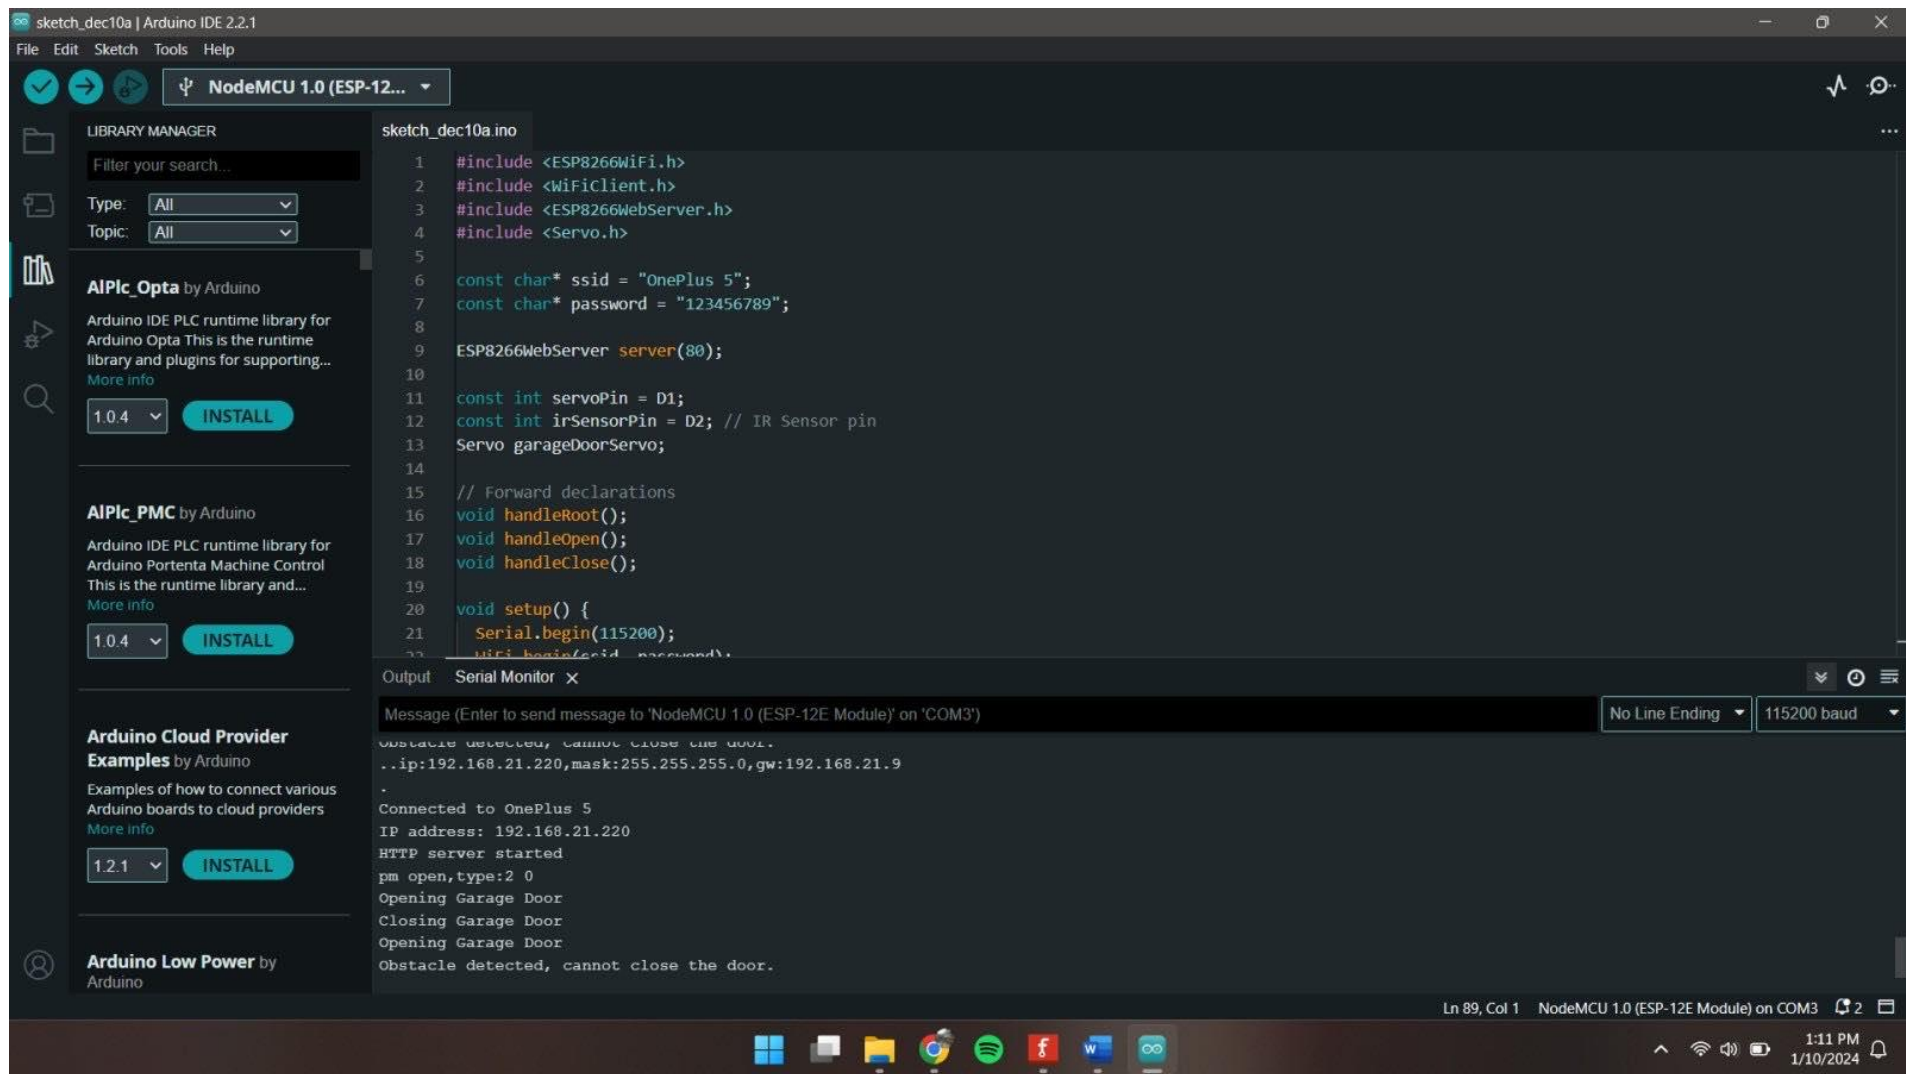 sketch_dec10a | Arduino IDE 2.2.1
File Edit Sketch Tools Help
NodeMCU 1.0 (ESP-12...
LIBRARY MANAGER
Filter your search...
Type: All
Topic: All
AlPlc_Opta by Arduino
Arduino IDE PLC runtime library for
Arduino Opta This is the runtime
library and plugins for supporting...
More info
1.0.4 INSTALL
AlPlc_PMC by Arduino
Arduino IDE PLC runtime library for
Arduino Portenta Machine Control
This is the runtime library and...
More info
1.0.4 INSTALL
Arduino Cloud Provider
Examples by Arduino
Examples of how to connect various
Arduino boards to cloud providers
More info
1.2.1 INSTALL
Arduino Low Power by
Arduino
sketch_dec10a.ino
1 #include <ESP8266WiFi.h>
2 #include <WiFiClient.h>
3 #include <ESP8266WebServer.h>
4 #include <Servo.h>
5
6 const char* ssid = "OnePlus 5";
7 const char* password = "123456789";
8
9 ESP8266WebServer server(80);
10
11 const int servoPin = D1;
12 const int irSensorPin = D2; // IR Sensor pin
13 Servo garageDoorServo;
14
15 // Forward declarations
16 void handleRoot();
17 void handleOpen();
18 void handleClose();
19
20 void setup() {
21 Serial.begin(115200);
22 WiFi.begin(ssid, password);
Output Serial Monitor
Message (Enter to send message to 'NodeMCU 1.0 (ESP-12E Module)' on 'COM3')
No Line Ending 115200 baud
Obstacle detected, cannot close the door.
..ip:192.168.21.220,mask:255.255.255.0,gw:192.168.21.9
.
Connected to OnePlus 5
IP address: 192.168.21.220
HTTP server started
pm open,type:2 0
Opening Garage Door
Closing Garage Door
Opening Garage Door
Obstacle detected, cannot close the door.
Ln 89, Col 1 NodeMCU 1.0 (ESP-12E Module) on COM3 2
1:11 PM
1/10/2024